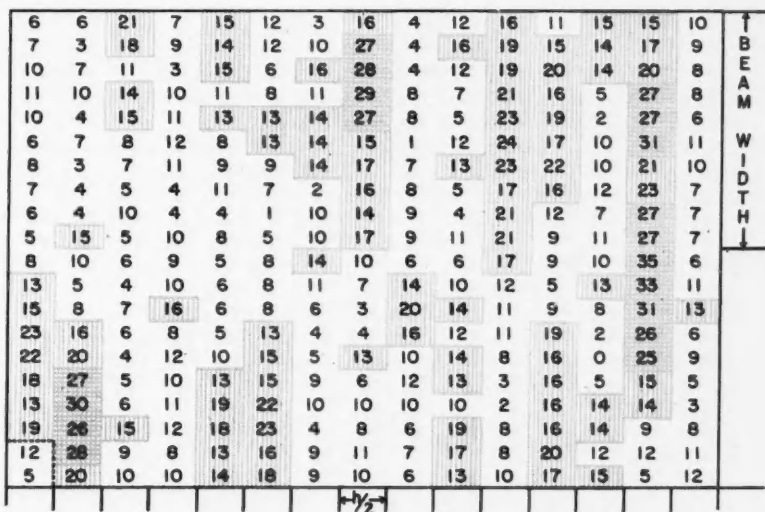 6 6 21 7 15 12 3 16 4 12 16 11 15 15 10
7 3 18 9 14 12 10 27 4 16 19 15 14 17 9
10 7 11 3 15 6 16 28 4 12 19 20 14 20 8
11 10 14 10 11 8 11 29 8 7 21 16 5 27 8
10 4 15 11 13 13 14 27 8 5 23 19 2 27 6
6 7 8 12 8 13 14 15 1 12 24 17 10 31 11
8 3 7 11 9 9 14 17 7 13 23 22 10 21 10
7 4 5 4 11 7 2 16 8 5 17 16 12 23 7
6 4 10 4 4 1 10 14 9 4 21 12 7 27 7
5 15 5 10 8 5 10 17 9 11 21 9 11 27 7
8 10 6 9 5 8 14 10 6 6 17 9 10 35 6
13 5 4 10 6 8 11 7 14 10 12 5 13 33 11
15 8 7 16 6 8 6 3 20 14 11 9 8 31 13
23 16 6 8 5 13 4 4 16 12 11 19 2 26 6
22 20 4 12 10 15 5 13 10 14 8 16 0 25 9
18 27 5 10 13 15 9 6 12 13 3 16 5 15 5
13 30 6 11 19 22 10 10 10 10 2 16 14 14 3
19 26 15 12 18 23 4 8 6 19 8 16 14 9 8
12 28 9 8 13 16 9 11 7 17 8 20 12 12 11
5 20 10 10 14 18 9 10 6 13 10 17 15 5 12
h/2
BEAM WIDTH